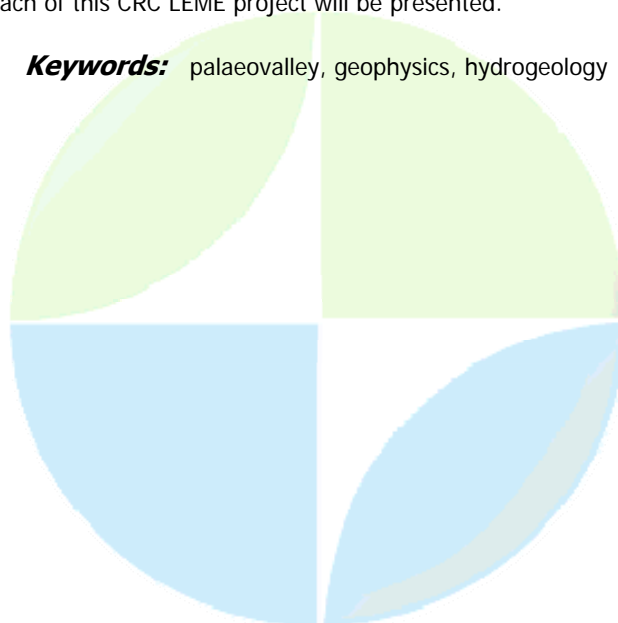 ach of this CRC LEME project will be presented.
Keywords: palaeovalley, geophysics, hydrogeology